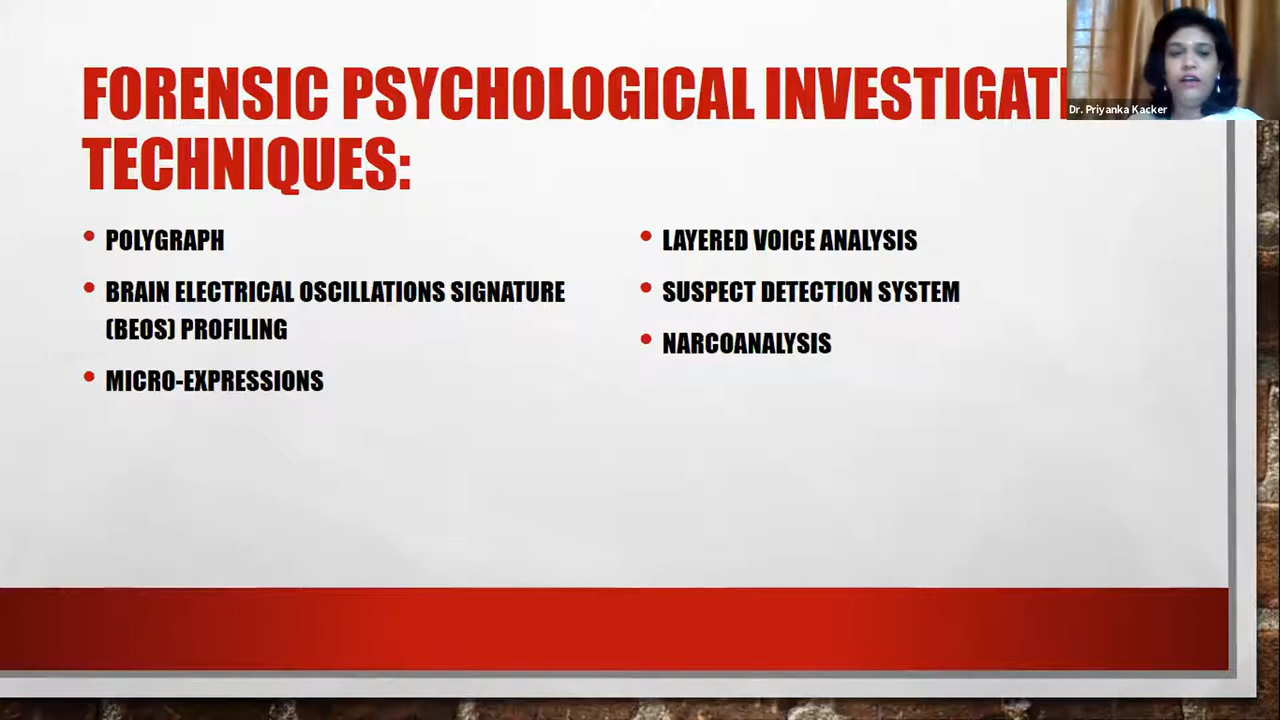 FORENSIC PSYCHOLOGICAL
TECHNIQUES:
Dr. Priyanka Kacker
• POLYGRAPH
• BRAIN ELECTRICAL OSCILLATIONS SIGNATURE
(BEOS) PROFILING
• MICRO-EXPRESSIONS
• LAYERED VOICE ANALYSIS
• SUSPECT DETECTION SYSTEM
• NARCOANALYSIS